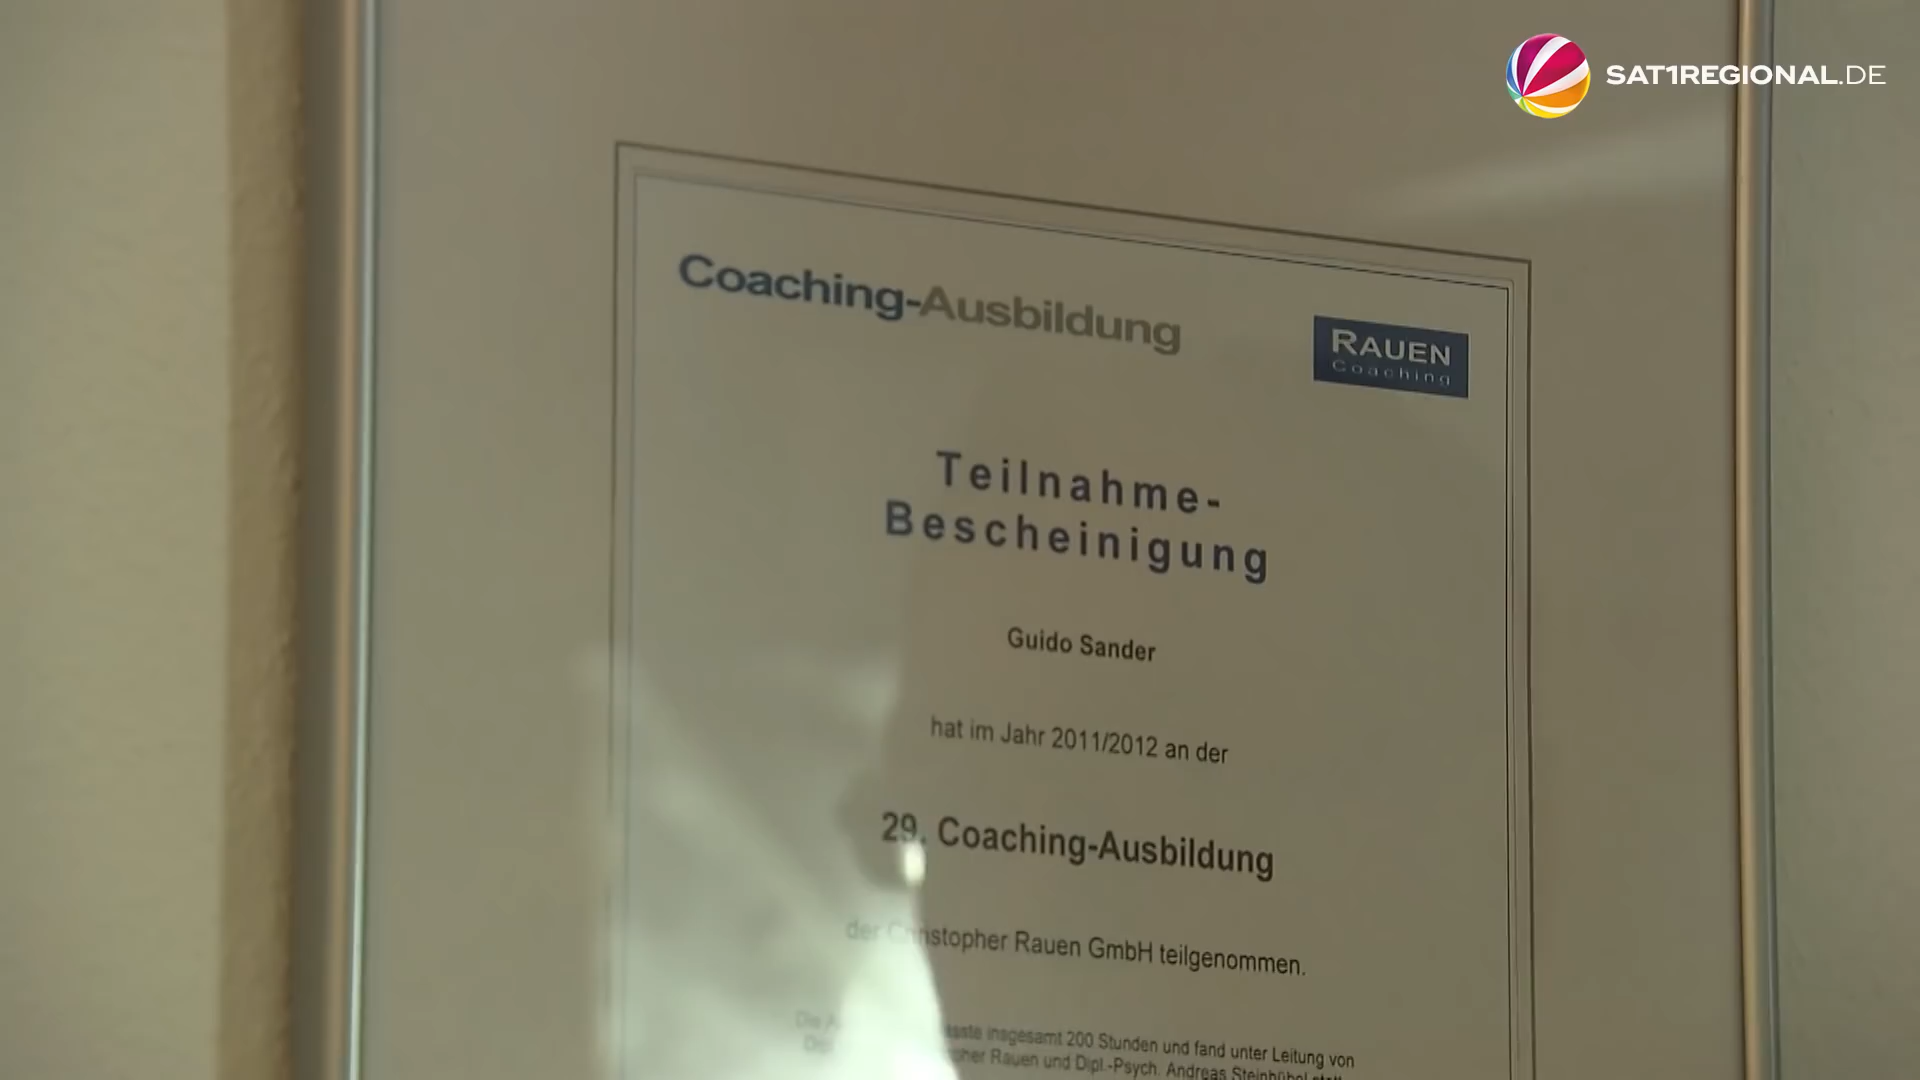 SAT1REGIONAL.DE
Coaching-Ausbildung
RAUEN
Coaching
Teilnahme-
Bescheinigung
Guido Sander
hat im Jahr 2011/2012 an der
29. Coaching-Ausbildung
der Christopher Rauen GmbH teilgenommen.
insgesamt 200 Stunden und fand unter Leitung von
Rauen und Dipl.-Psych. Andreas Steinhübel